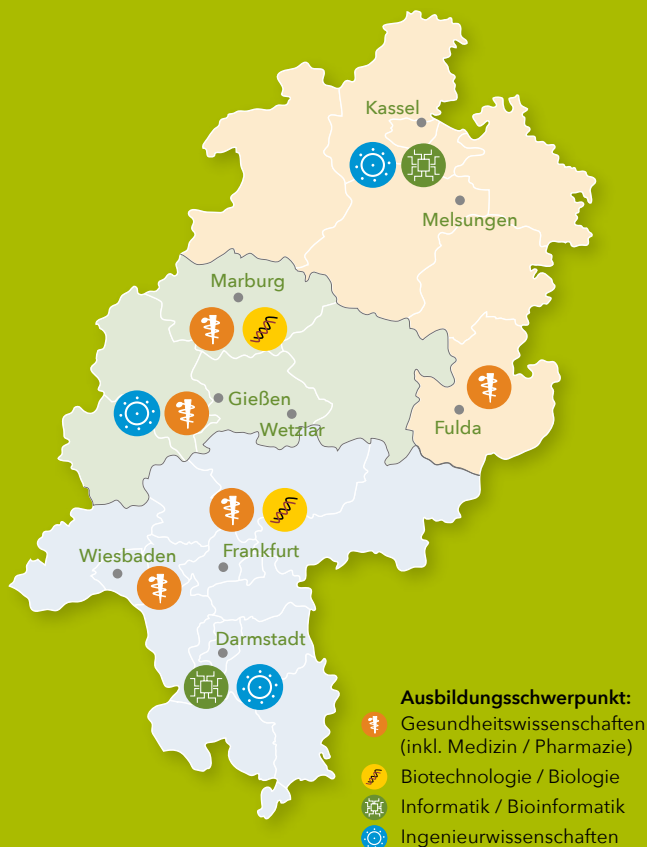 Kassel
Melsungen
Marburg
Gießen
Wetzlar
Fulda
Wiesbaden
Frankfurt
Darmstadt
Ausbildungsschwerpunkt:
Gesundheitswissenschaften
(inkl. Medizin / Pharmazie)
Biotechnologie / Biologie
Informatik / Bioinformatik
Ingenieurwissenschaften